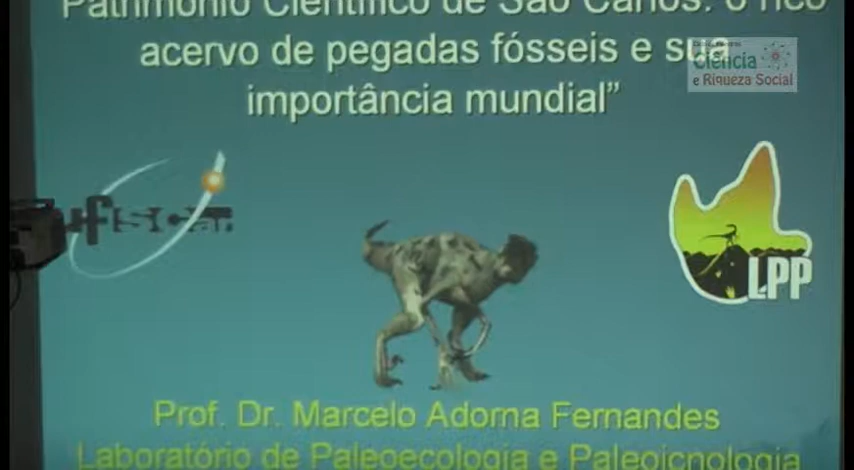 Patrimônio Científico de São Carlos: o rico
acervo de pegadas fósseis e sua
importância mundial”
Ciência
e Riqueza Social
ufscar
LPP
Prof. Dr. Marcelo Adorna Fernandes
Laboratório de Paleoecologia e Paleoicnologia